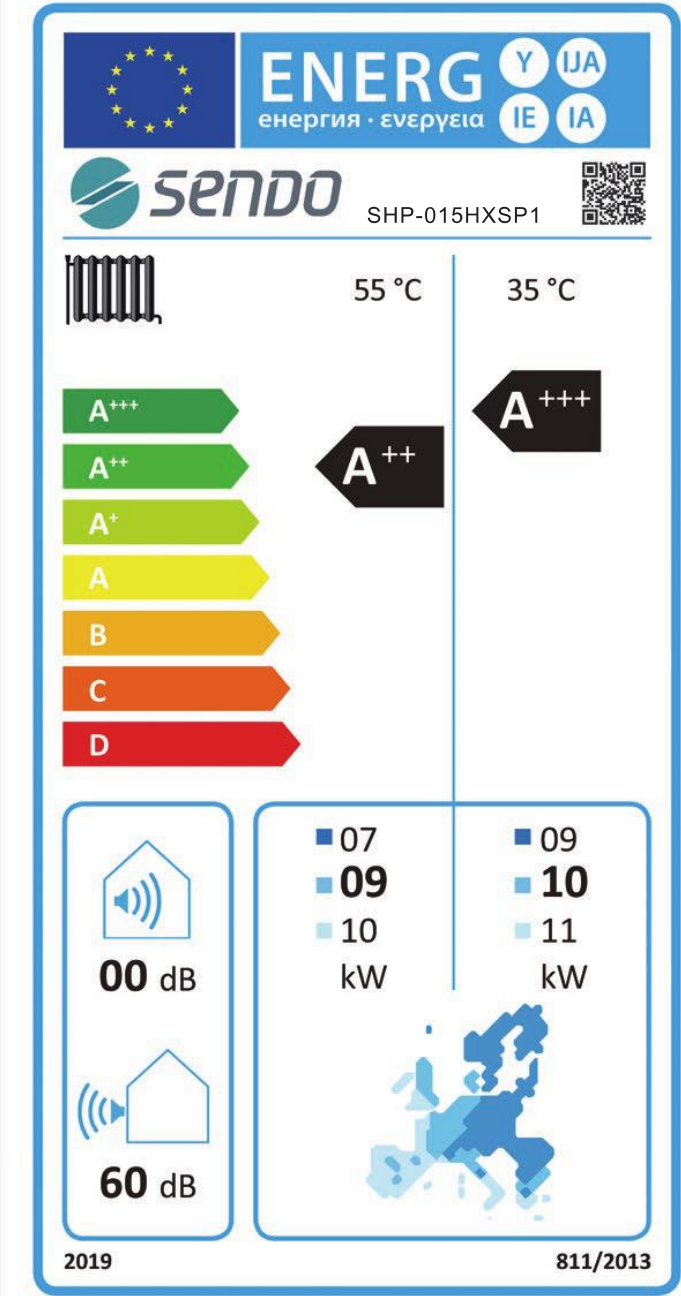 ENERG Y IJA
енергия · ενεργεια IE IA
SENDO SHP-015HXSP1
55 °C 35 °C
A+++
A+++
A++
A++
A+
A
B
C
D
07 09
09 10
10 11
kW kW
00 dB
60 dB
2019 811/2013